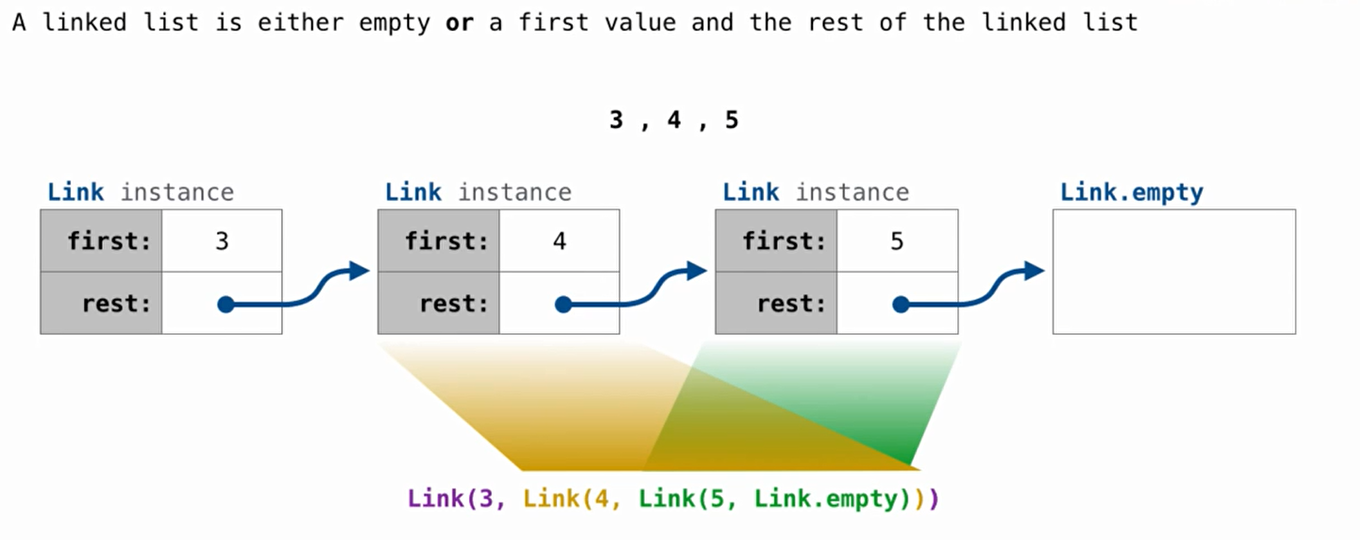 A linked list is either empty or a first value and the rest of the linked list
3 , 4 , 5
Link instance
first: 3
rest:
Link instance
first: 4
rest:
Link instance
first: 5
rest:
Link.empty
Link(3, Link(4, Link(5, Link.empty)))